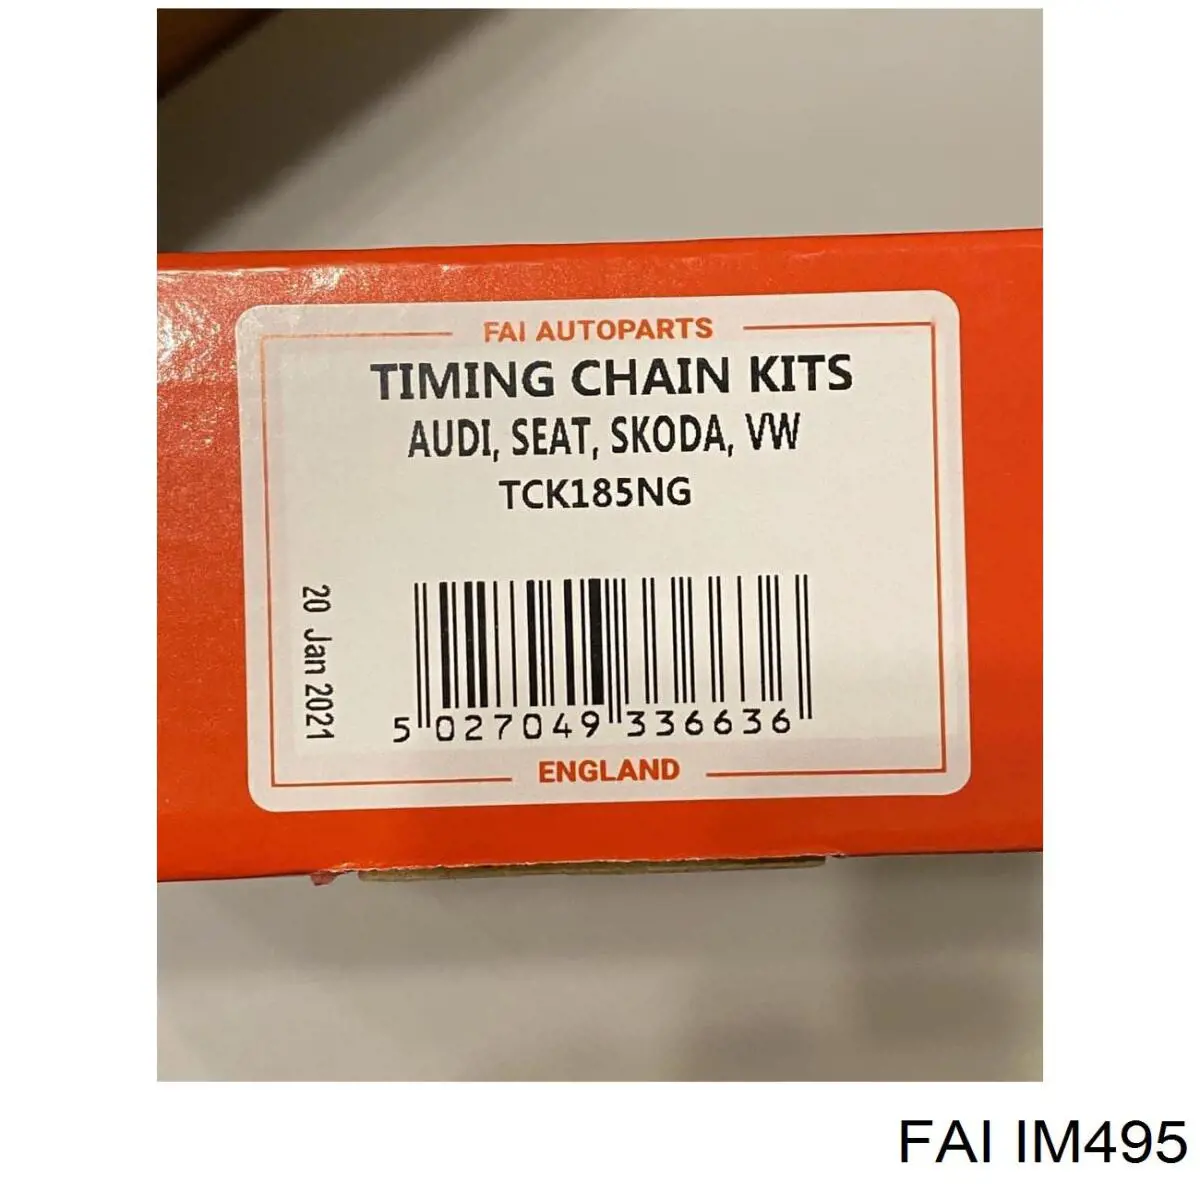 FAI AUTOPARTS
TIMING CHAIN KITS
AUDI, SEAT, SKODA, VW
TCK185NG
20 Jan 2021
5 027049 336636
ENGLAND
FAI IM495